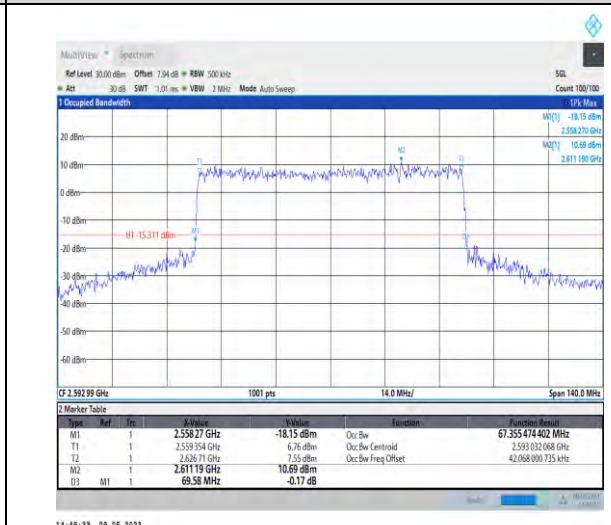 MultiView Spectrum
Ref Level 30.00 dBm Offset 7.94 dB RBW 500 kHz SGL
Att 30 dB SWT 1.01 ms VBW 2 MHz Mode Auto Sweep Count 100/100
1 Occupied Bandwidth 1Pk Max
M1[1] -18.15 dBm
2.558 270 GHz
M2[1] 10.69 dBm
2.611 190 GHz
20 dBm
10 dBm
0 dBm
-10 dBm
H1 -15.311 dBm
-20 dBm
-30 dBm
-40 dBm
-50 dBm
-60 dBm
T1
M2
T2
M1
D3
CF 2.592 99 GHz 1001 pts 14.0 MHz/ Span 140.0 MHz
2 Marker Table
Type Ref Trc X-Value Y-Value Function Function Result
M1 1 2.558 27 GHz -18.15 dBm Occ Bw 67.355 474 402 MHz
T1 1 2.559 354 GHz 6.76 dBm Occ Bw Centroid 2.593 032 068 GHz
T2 1 2.626 71 GHz 7.55 dBm Occ Bw Freq Offset 42.068 000 735 kHz
M2 1 2.611 19 GHz 10.69 dBm
D3 M1 1 69.58 MHz -0.17 dB